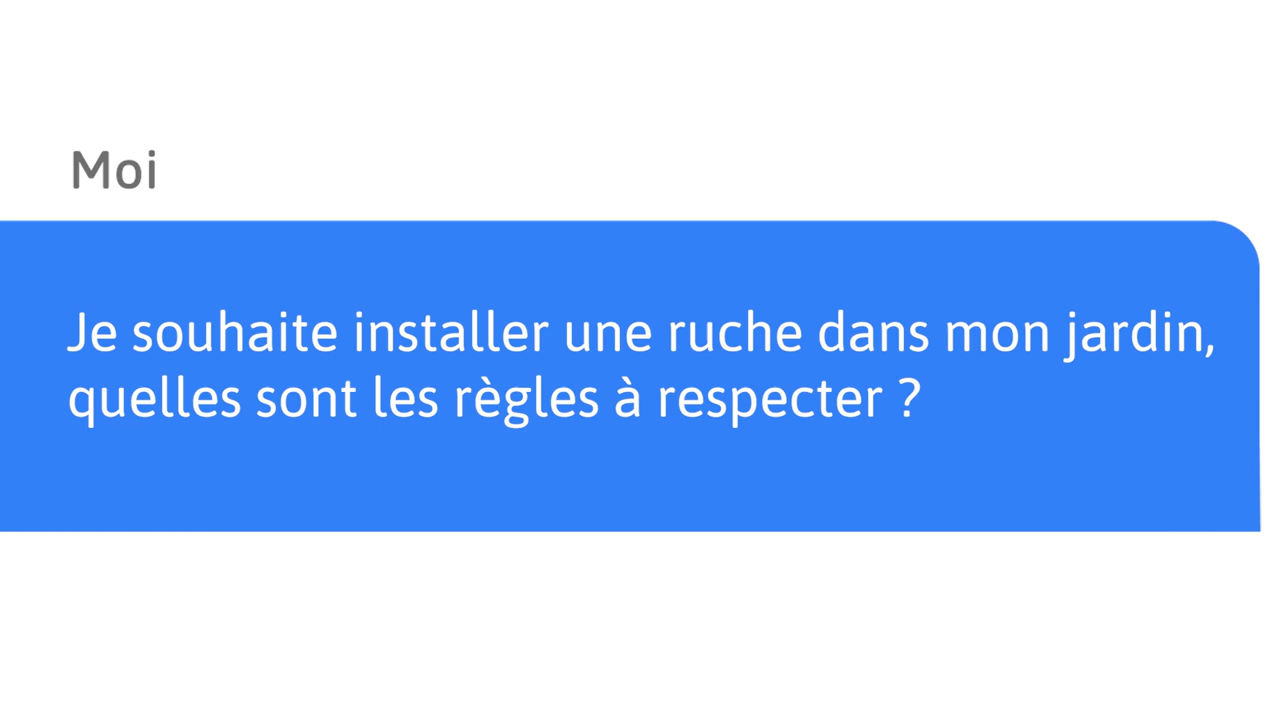 Moi
Je souhaite installer une ruche dans mon jardin,
quelles sont les règles à respecter ?